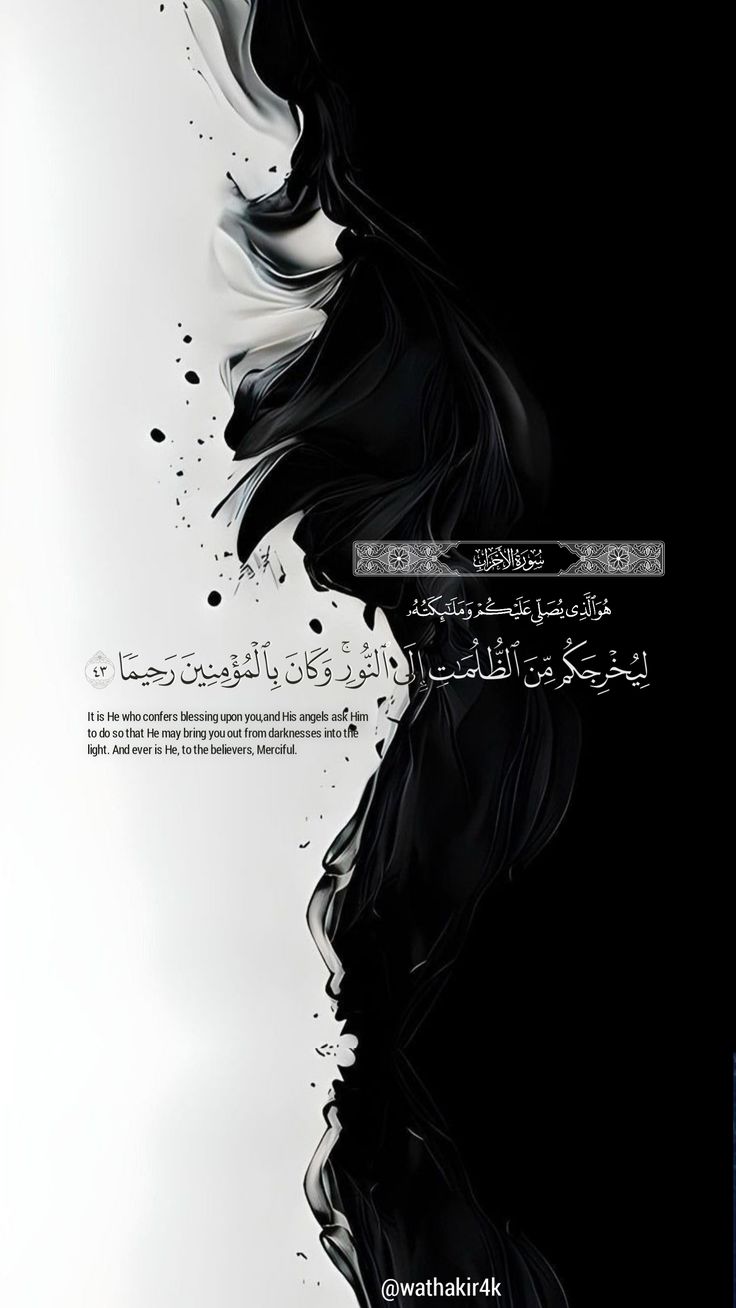 سُورَةُ الأَحْزَابِ
هُوَ ٱلَّذِى يُصَلِّى عَلَيْكُمْ وَمَلَـٰٓئِكَتُهُۥ
لِيُخْرِجَكُم مِّنَ ٱلظُّلُمَـٰتِ إِلَى ٱلنُّورِ ۚ وَكَانَ بِٱلْمُؤْمِنِينَ رَحِيمًا ٤٣
It is He who confers blessing upon you,and His angels ask Him
to do so that He may bring you out from darknesses into the
light. And ever is He, to the believers, Merciful.
@wathakir4k